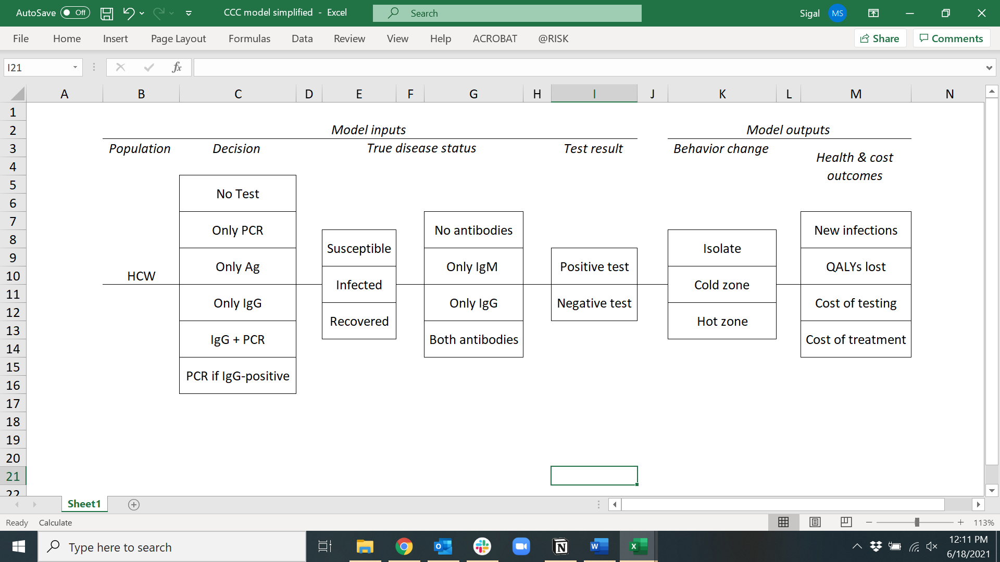 AutoSave Off CCC model simplified - Excel Search Sigal MS
File Home Insert Page Layout Formulas Data Review View Help ACROBAT @RISK Share Comments
I21 fx
A B C D E F G H I J K L M N
1
2 Model inputs Model outputs
3 Population Decision True disease status Test result Behavior change
4 Health & cost
5 outcomes
No Test
6
7 No antibodies New infections
Only PCR
8 Susceptible Isolate
9 Only Ag Only IgM Positive test QALYs lost
10 HCW
Infected Cold zone
11 Only IgG Only IgG Negative test Cost of testing
12
Recovered Hot zone
13 IgG + PCR Both antibodies Cost of treatment
14
15 PCR if IgG-positive
16
17
18
19
20
21
22
Sheet1
Ready Calculate 113%
Type here to search 12:11 PM
6/18/2021